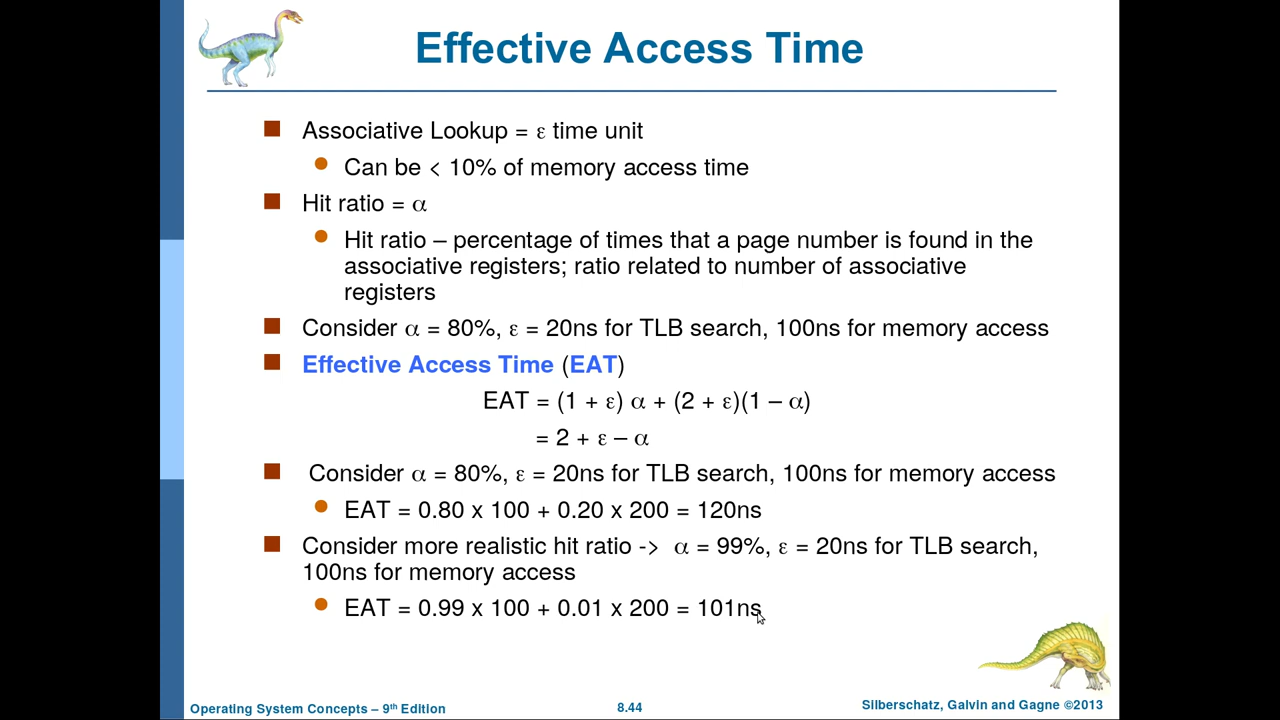 Effective Access Time
Associative Lookup = ε time unit
Can be < 10% of memory access time
Hit ratio = α
Hit ratio – percentage of times that a page number is found in the
associative registers; ratio related to number of associative
registers
Consider α = 80%, ε = 20ns for TLB search, 100ns for memory access
Effective Access Time (EAT)
EAT = (1 + ε) α + (2 + ε)(1 – α)
= 2 + ε – α
Consider α = 80%, ε = 20ns for TLB search, 100ns for memory access
EAT = 0.80 x 100 + 0.20 x 200 = 120ns
Consider more realistic hit ratio -> α = 99%, ε = 20ns for TLB search,
100ns for memory access
EAT = 0.99 x 100 + 0.01 x 200 = 101ns
Operating System Concepts – 9th Edition
8.44
Silberschatz, Galvin and Gagne ©2013